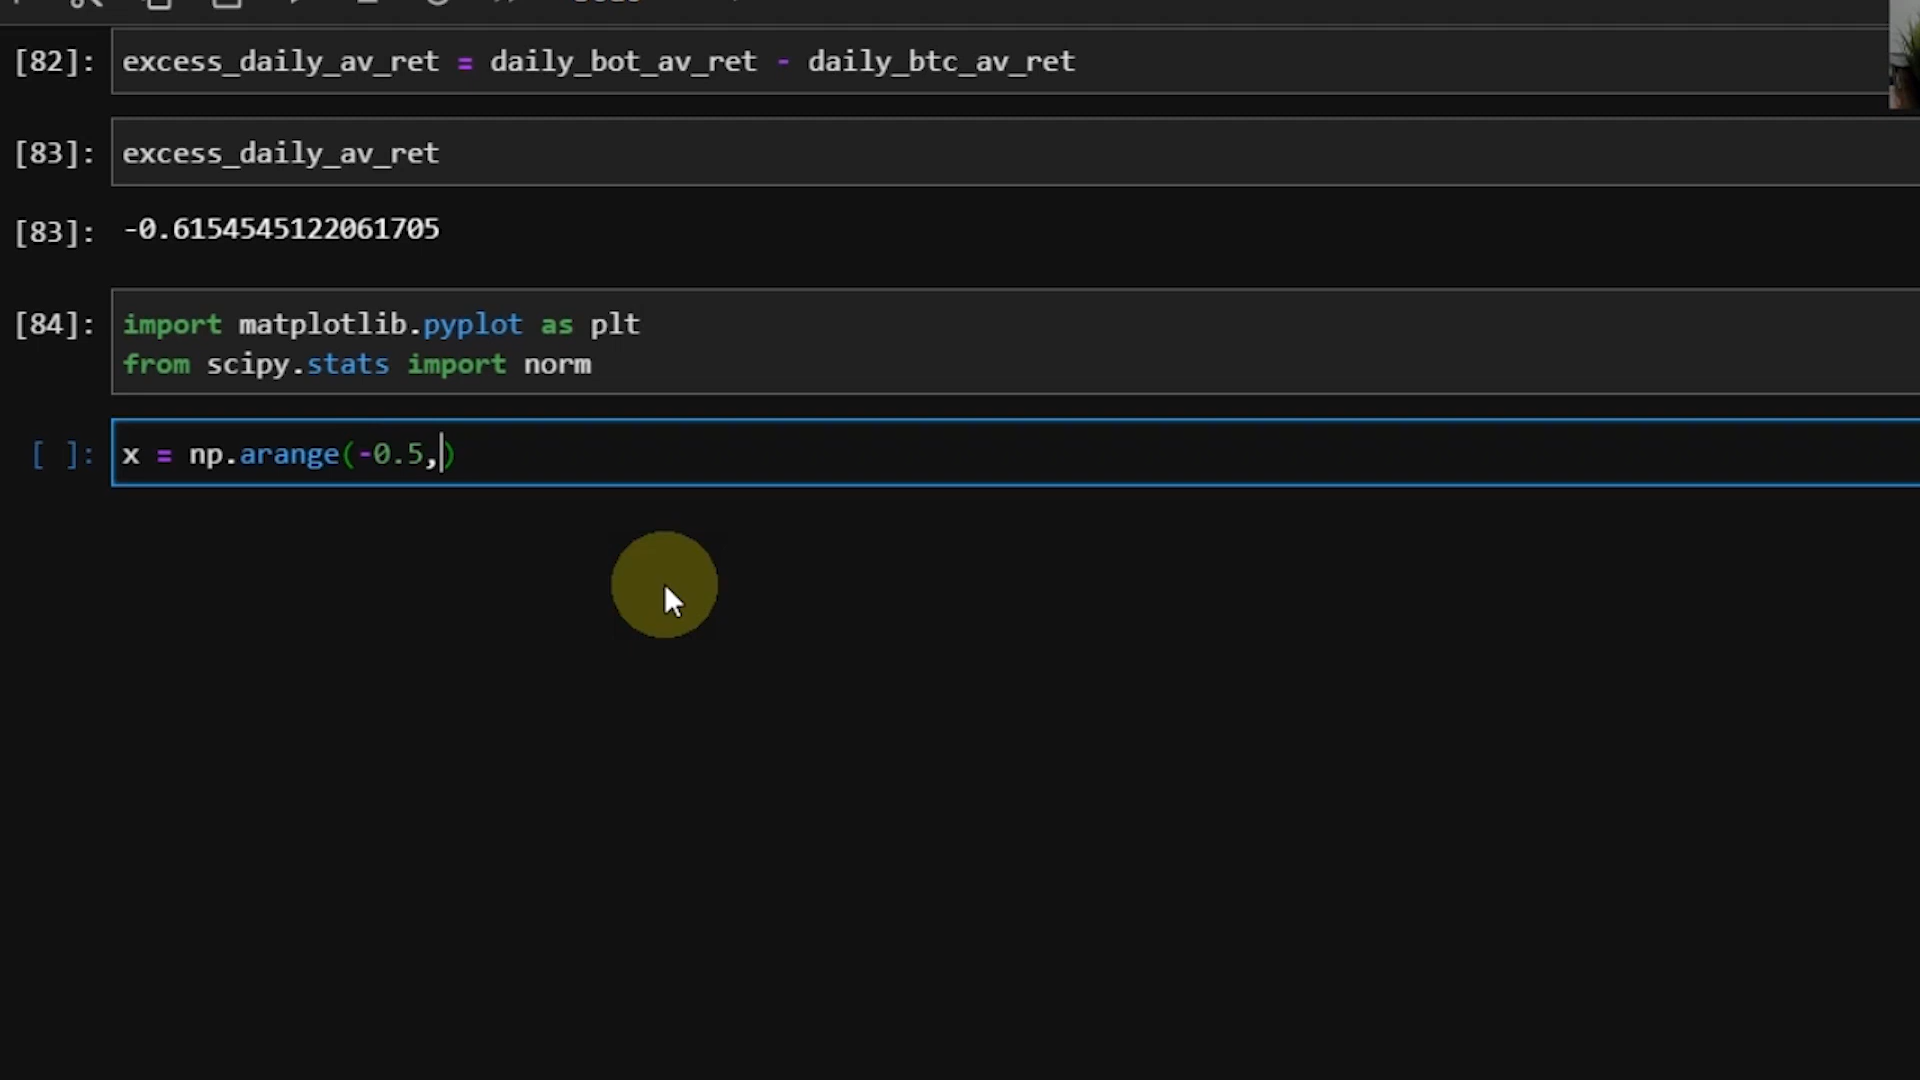 [82]: excess_daily_av_ret = daily_bot_av_ret - daily_btc_av_ret
[83]: excess_daily_av_ret
[83]: -0.6154545122061705
[84]: import matplotlib.pyplot as plt
from scipy.stats import norm
[ ]: x = np.arange(-0.5,)